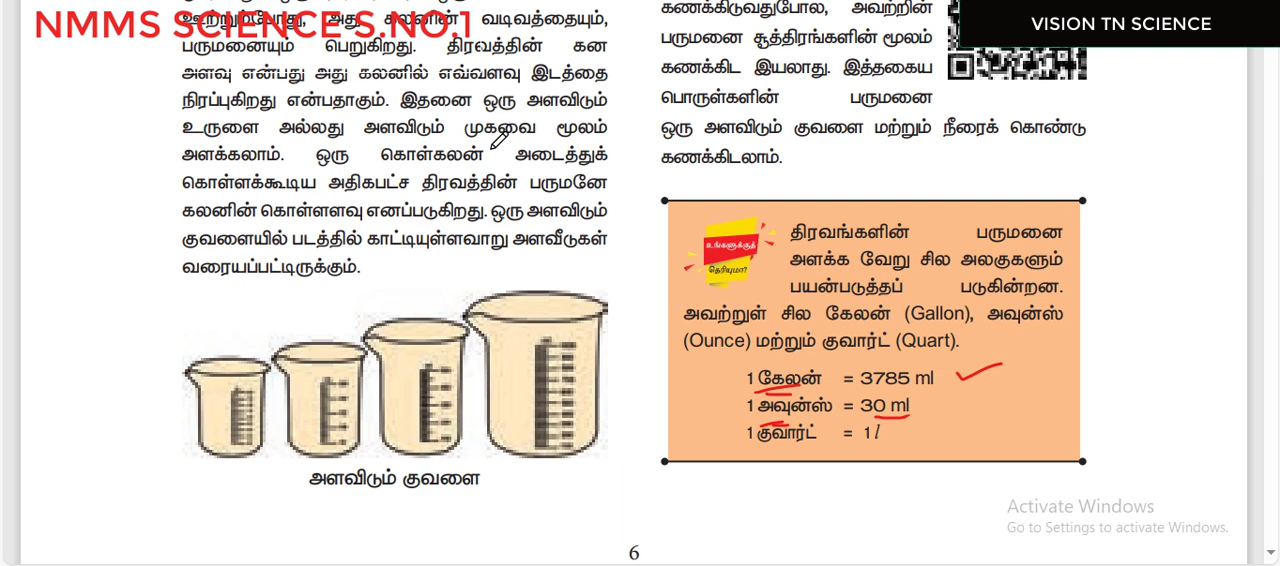 NMMS SCIENCE S.NO.1
VISION TN SCIENCE
ஊற்றும்போது, அது கலனின் வடிவத்தையும்,
பருமனையும் பெறுகிறது. திரவத்தின் கன
அளவு என்பது அது கலனில் எவ்வளவு இடத்தை
நிரப்புகிறது என்பதாகும். இதனை ஒரு அளவிடும்
உருளை அல்லது அளவிடும் முகவை மூலம்
அளக்கலாம். ஒரு கொள்கலன் அடைத்துக்
கொள்ளக்கூடிய அதிகபட்ச திரவத்தின் பருமனே
கலனின் கொள்ளளவு எனப்படுகிறது. ஒரு அளவிடும்
குவளையில் படத்தில் காட்டியுள்ளவாறு அளவீடுகள்
வரையப்பட்டிருக்கும்.
அளவிடும் குவளை
கணக்கிடுவதுபோல, அவற்றின்
பருமனை சூத்திரங்களின் மூலம்
கணக்கிட இயலாது. இத்தகைய
பொருள்களின் பருமனை
ஒரு அளவிடும் குவளை மற்றும் நீரைக் கொண்டு
கணக்கிடலாம்.
உங்களுக்குத்
தெரியுமா?
திரவங்களின் பருமனை
அளக்க வேறு சில அலகுகளும்
பயன்படுத்தப் படுகின்றன.
அவற்றுள் சில கேலன் (Gallon), அவுன்ஸ்
(Ounce) மற்றும் குவார்ட் (Quart).
1 கேலன் = 3785 ml
1 அவுன்ஸ் = 30 ml
1 குவார்ட் = 1 l
Activate Windows
Go to Settings to activate Windows.
6